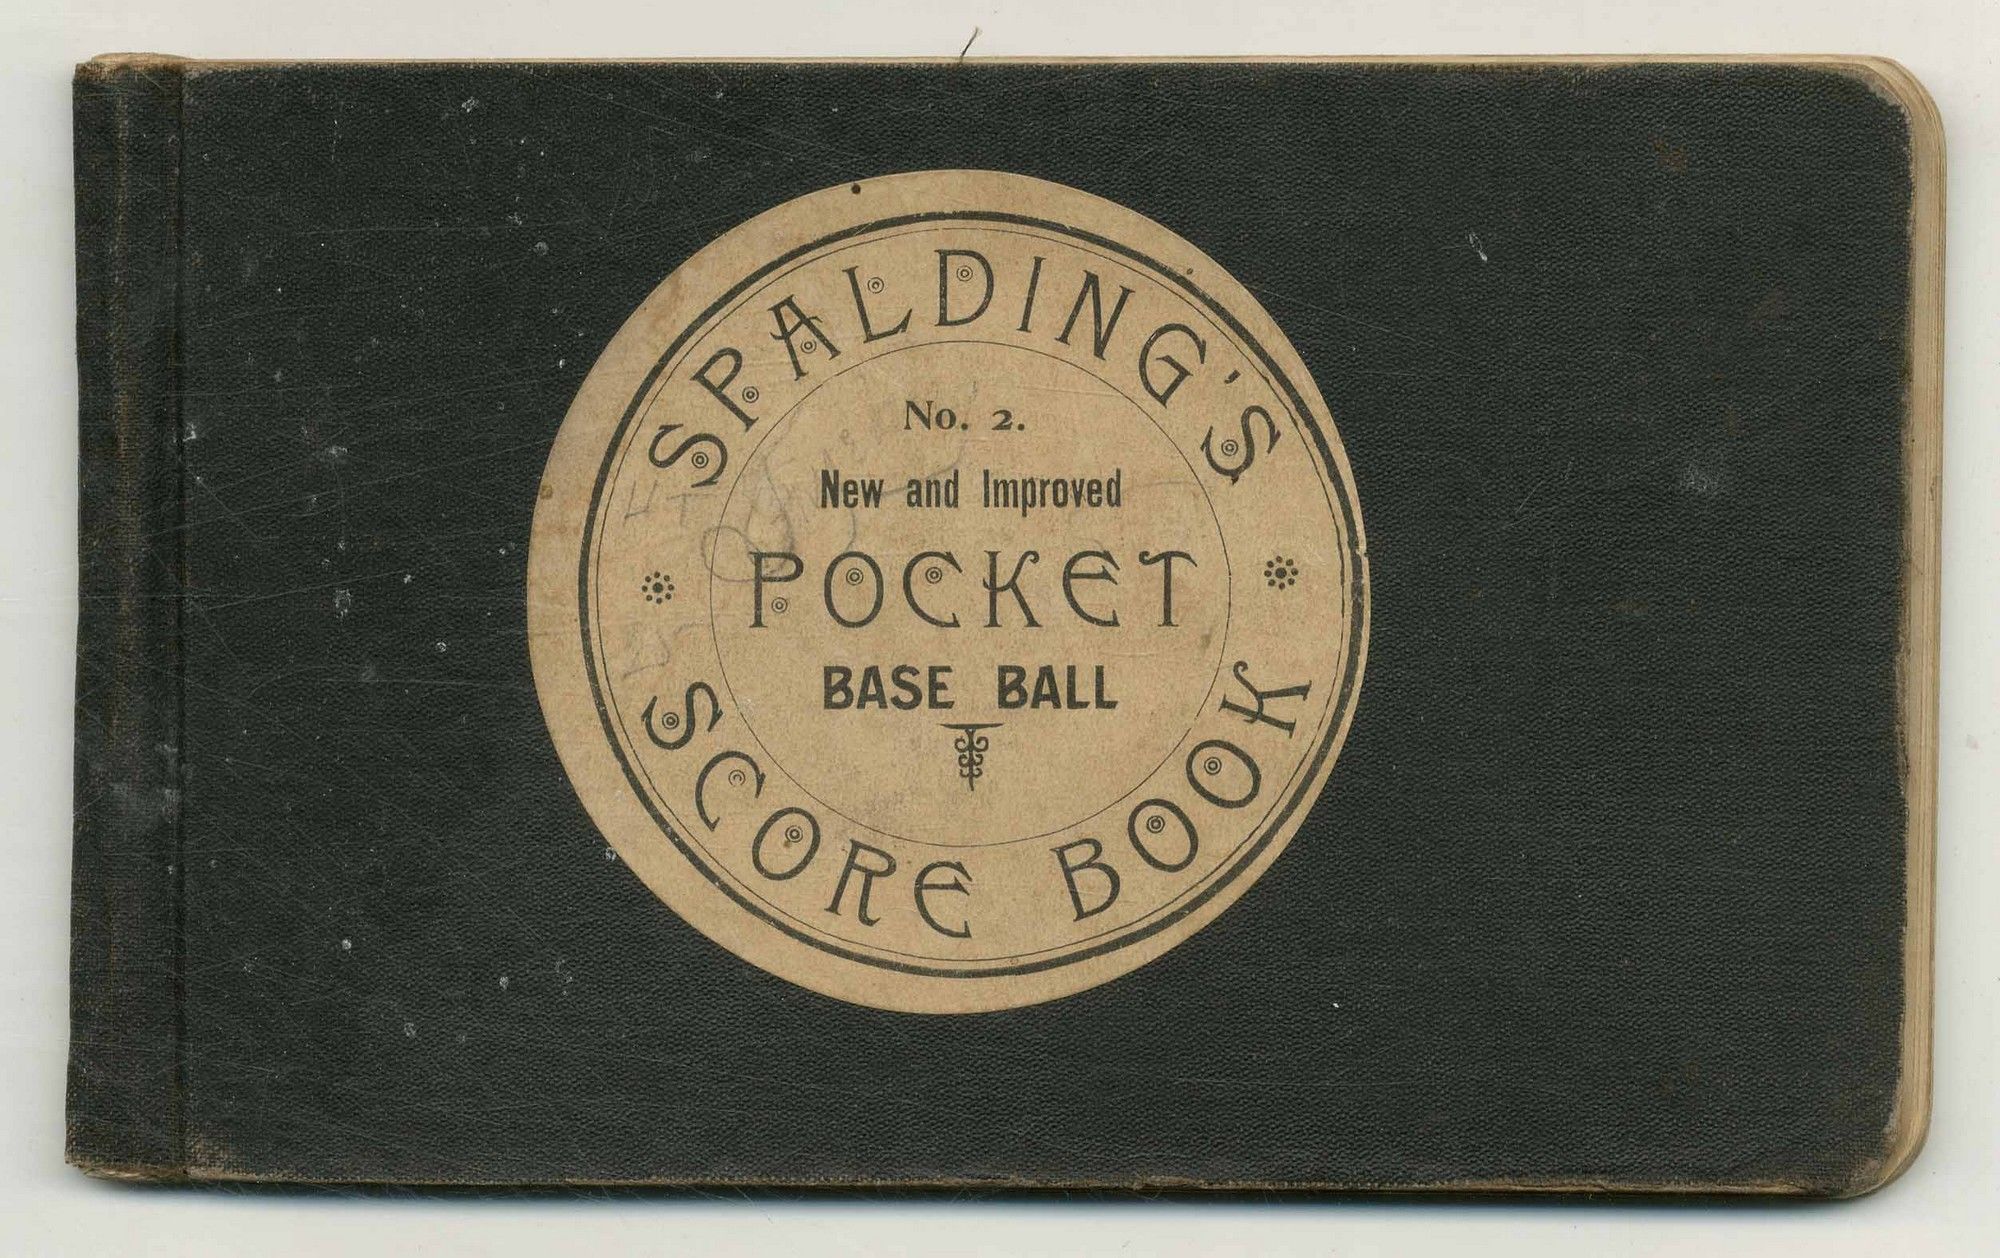 SPALDING'S
No. 2.
New and Improved
POCKET
BASE BALL
SCORE BOOK